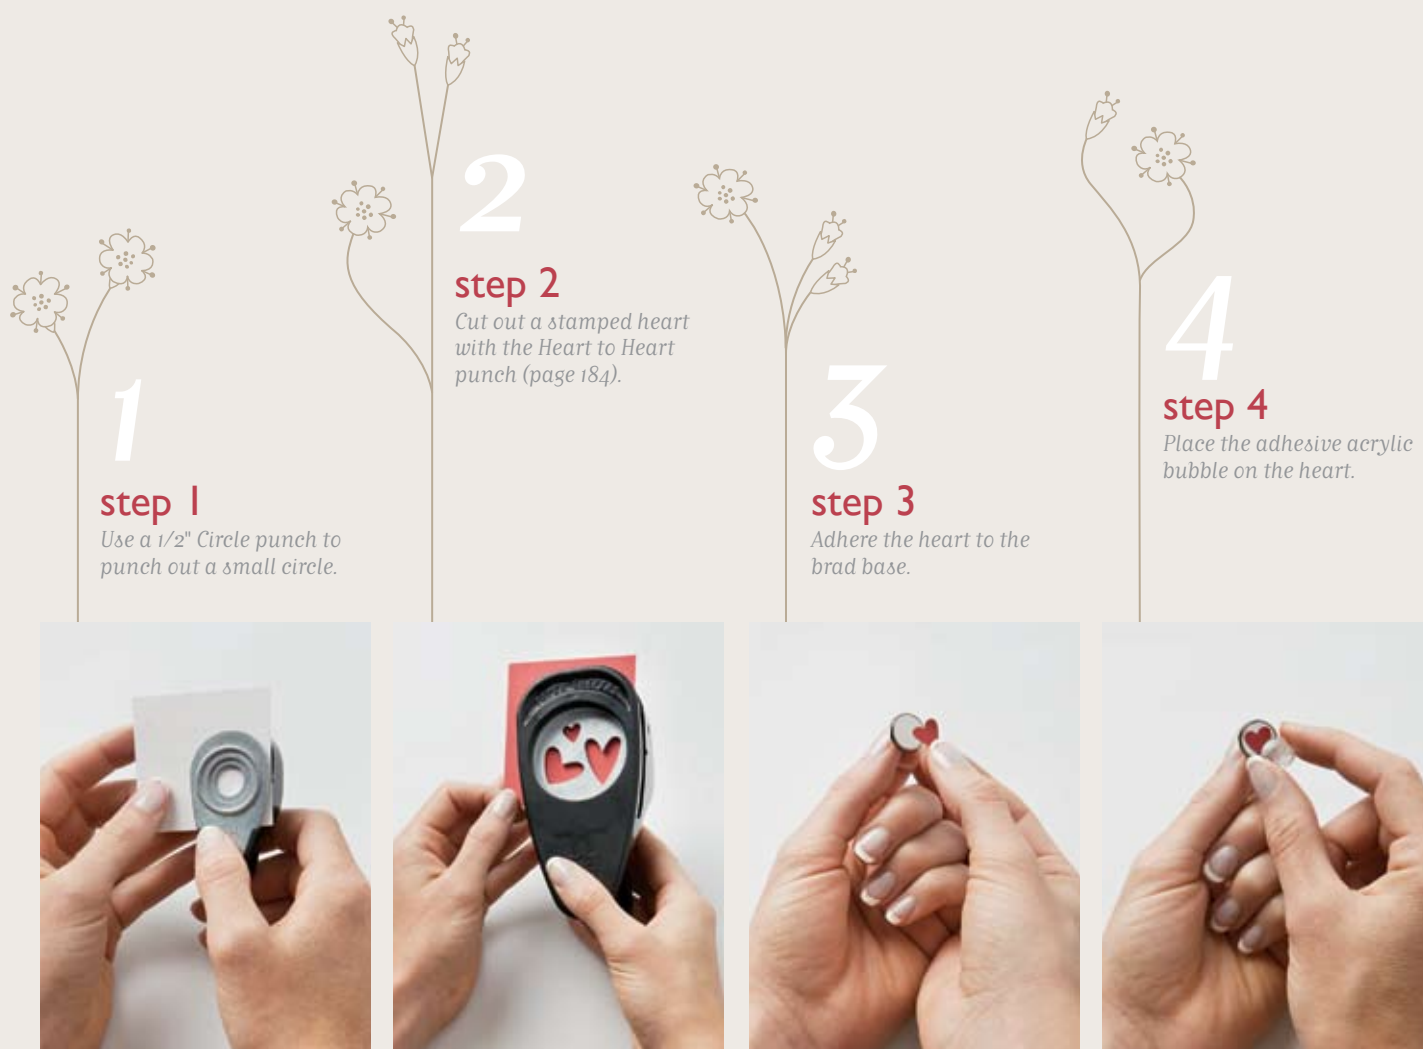 1
step 1
Use a 1/2" Circle punch to
punch out a small circle.
2
step 2
Cut out a stamped heart
with the Heart to Heart
punch (page 184).
3
step 3
Adhere the heart to the
brad base.
4
step 4
Place the adhesive acrylic
bubble on the heart.